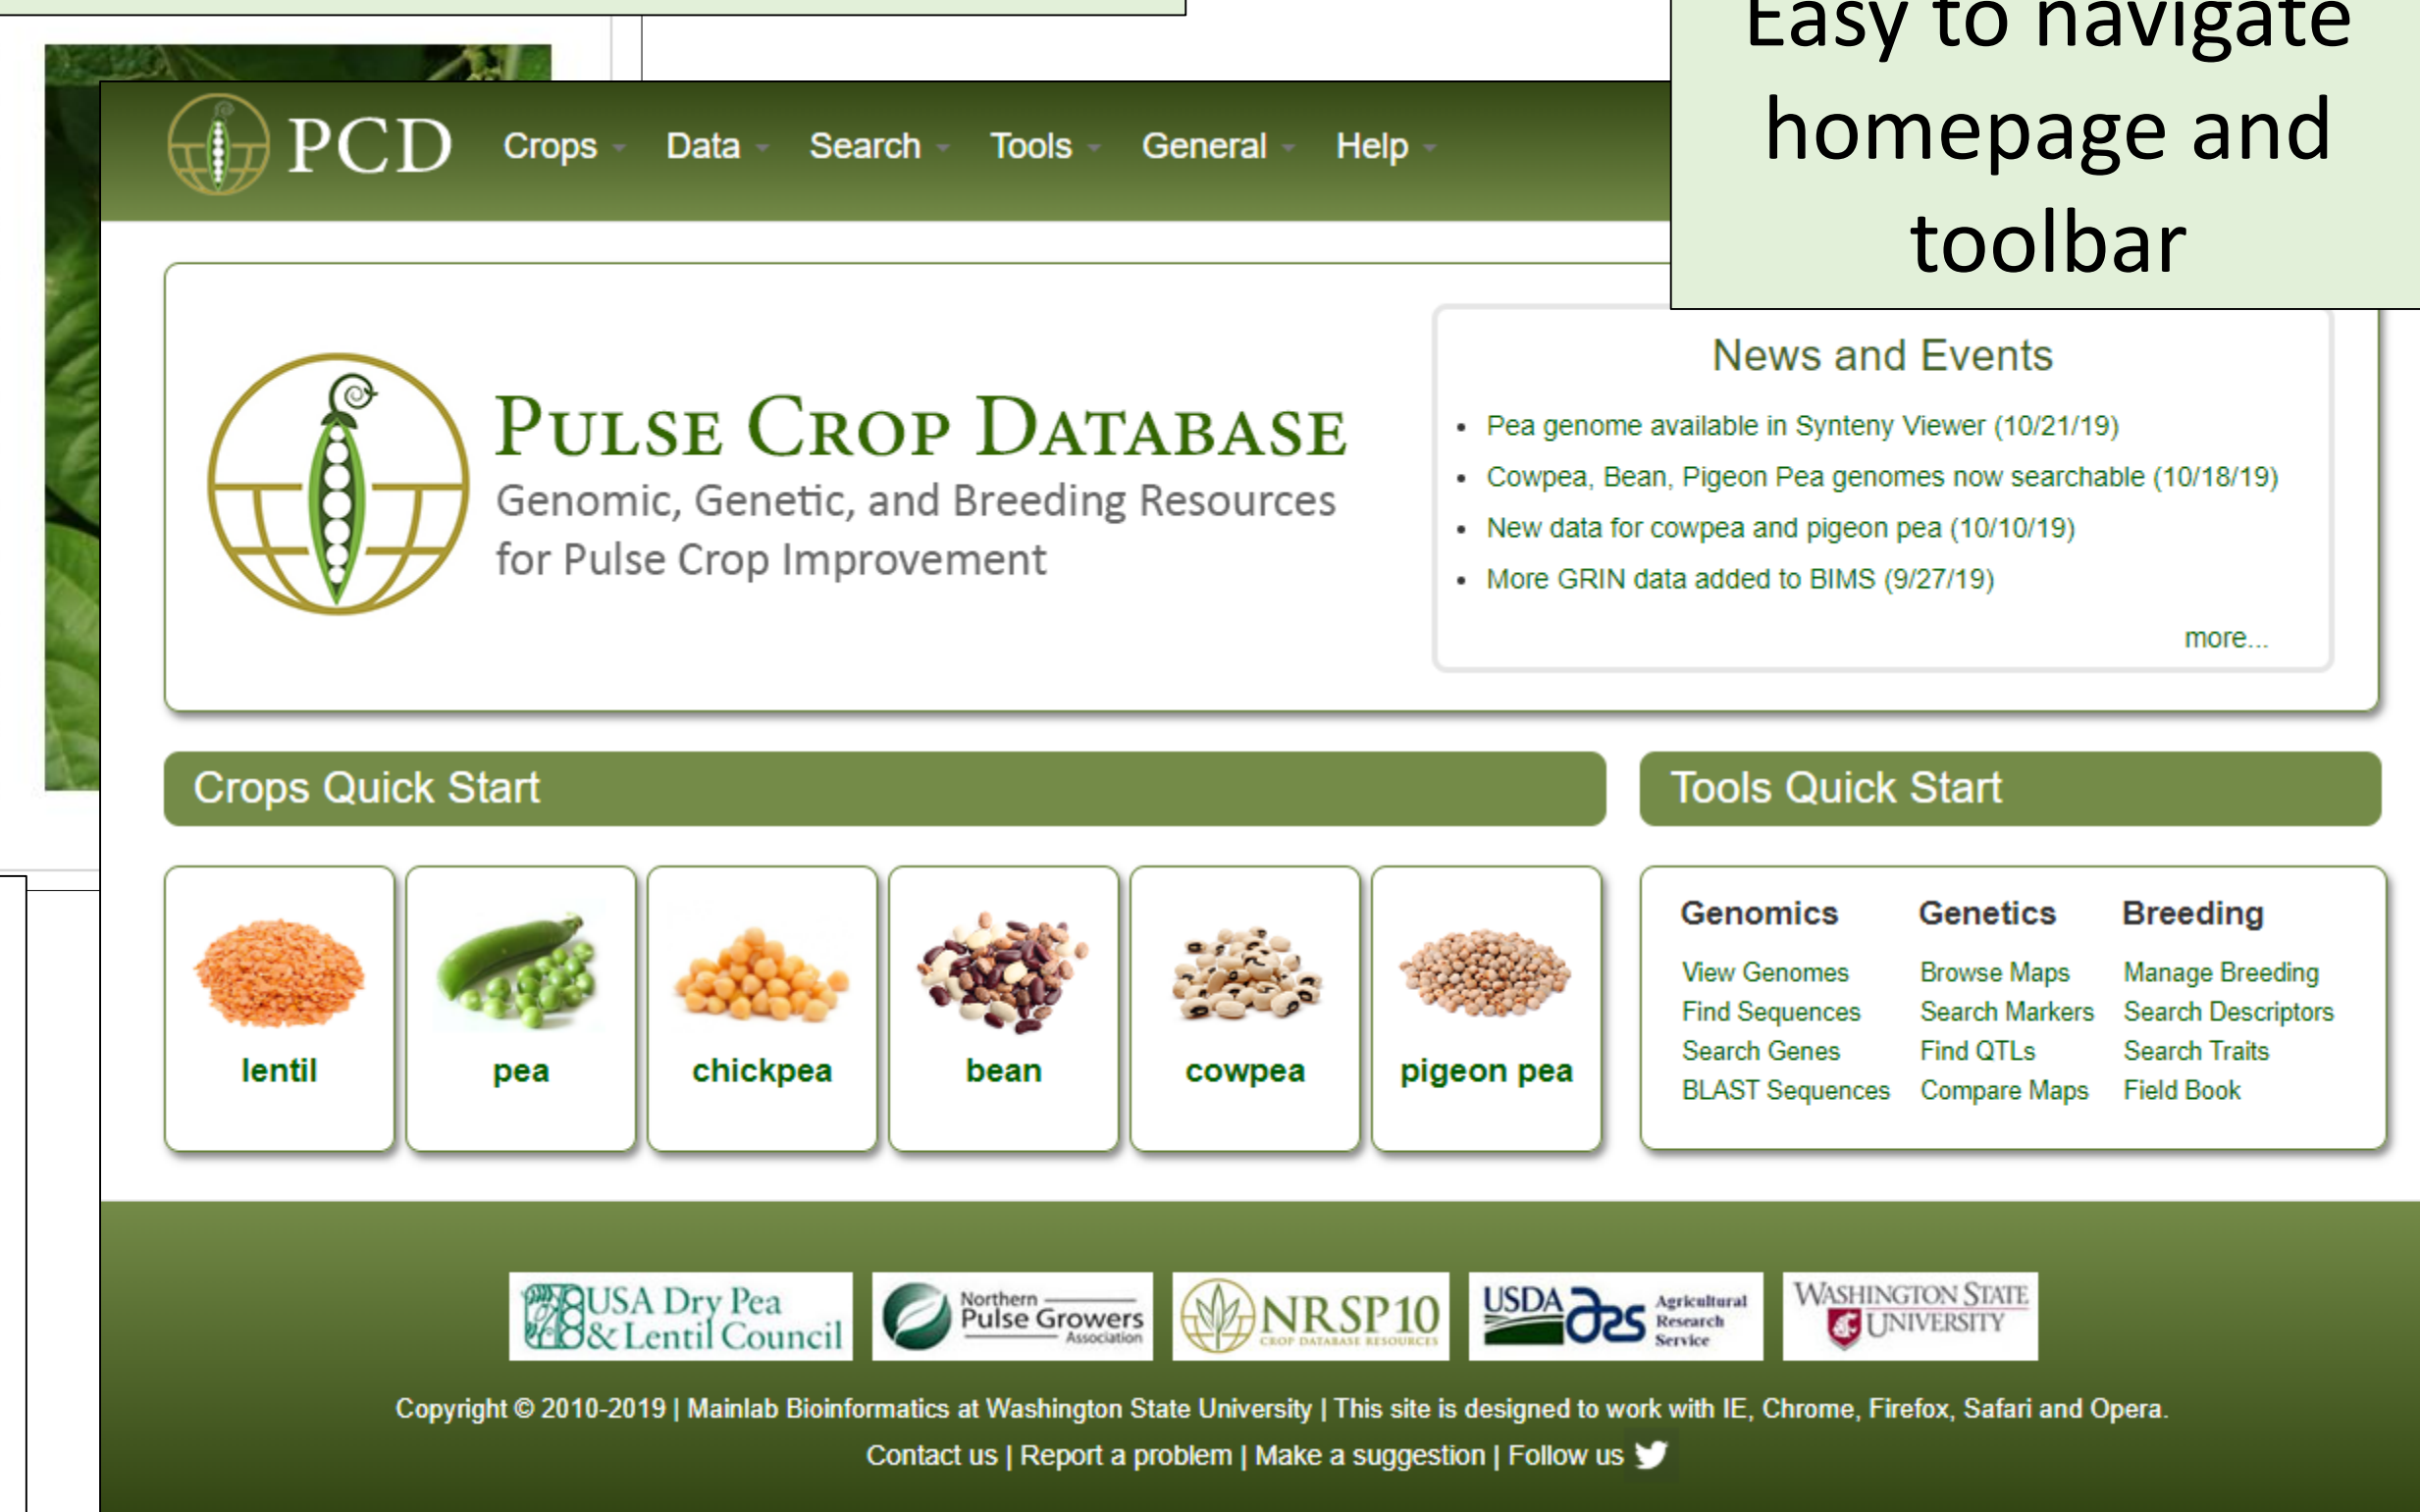 Easy to navigate
homepage and
toolbar
PCD Crops Data Search Tools General Help
PULSE CROP DATABASE
Genomic, Genetic, and Breeding Resources
for Pulse Crop Improvement
News and Events
• Pea genome available in Synteny Viewer (10/21/19)
• Cowpea, Bean, Pigeon Pea genomes now searchable (10/18/19)
• New data for cowpea and pigeon pea (10/10/19)
• More GRIN data added to BIMS (9/27/19)
more...
Crops Quick Start
lentil
pea
chickpea
bean
cowpea
pigeon pea
Tools Quick Start
Genomics
View Genomes
Find Sequences
Search Genes
BLAST Sequences
Genetics
Browse Maps
Search Markers
Find QTLs
Compare Maps
Breeding
Manage Breeding
Search Descriptors
Search Traits
Field Book
USA Dry Pea
& Lentil Council
Northern
Pulse Growers
Association
NRSP10
CROP DATABASE RESOURCES
USDA ars
Agricultural
Research
Service
WASHINGTON STATE
UNIVERSITY
Copyright © 2010-2019 | Mainlab Bioinformatics at Washington State University | This site is designed to work with IE, Chrome, Firefox, Safari and Opera.
Contact us | Report a problem | Make a suggestion | Follow us